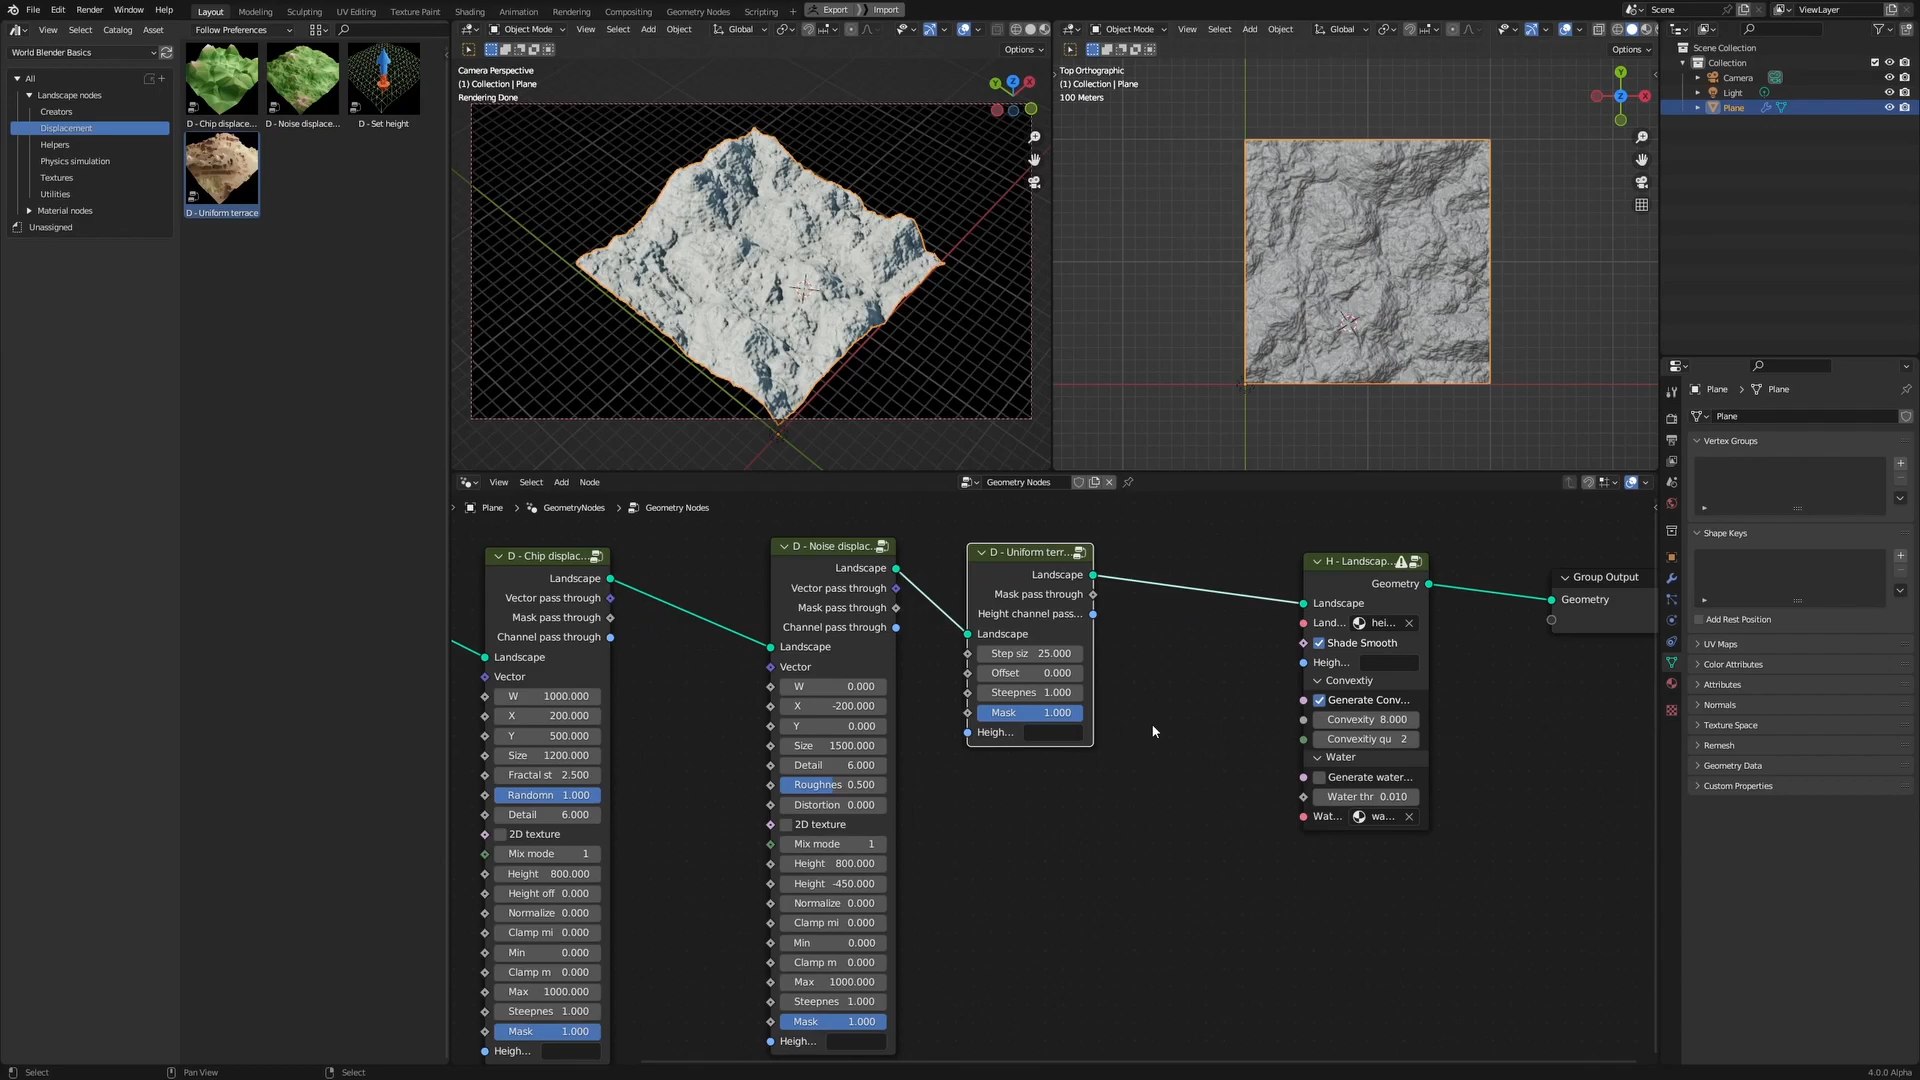 File Edit Render Window Help Layout Modeling Sculpting UV Editing Texture Paint Shading Animation Rendering Compositing Geometry Nodes Scripting + Export Import Scene ViewLayer
View Select Catalog Asset Follow Preferences
World Blender Basics
All
Landscape nodes
Creators
Displacement
Helpers
Physics simulation
Textures
Utilities
Material nodes
Unassigned
D - Chip displace... D - Noise displace... D - Set height
D - Uniform terrace
Object Mode View Select Add Object Global
Options
Camera Perspective
(1) Collection | Plane
Rendering Done
Y Z X
Object Mode View Select Add Object Global
Options
Top Orthographic
(1) Collection | Plane
100 Meters
Y Z X
Scene Collection
Collection
Camera
Light
Plane
Plane > Plane
Plane
Vertex Groups
Shape Keys
Add Rest Position
UV Maps
Color Attributes
Attributes
Normals
Texture Space
Remesh
Geometry Data
Custom Properties
View Select Add Node Geometry Nodes
Plane > GeometryNodes > Geometry Nodes
D - Chip displac...
Landscape
Vector pass through
Mask pass through
Channel pass through
Landscape
Vector
W 1000.000
X 200.000
Y 500.000
Size 1200.000
Fractal st 2.500
Randomn 1.000
Detail 6.000
2D texture
Mix mode 1
Height 800.000
Height off 0.000
Normalize 0.000
Clamp mi 0.000
Min 0.000
Clamp m 0.000
Max 1000.000
Steepnes 1.000
Mask 1.000
Heigh...
D - Noise displac...
Landscape
Vector pass through
Mask pass through
Channel pass through
Landscape
Vector
W 0.000
X -200.000
Y 0.000
Size 1500.000
Detail 6.000
Roughnes 0.500
Distortion 0.000
2D texture
Mix mode 1
Height 800.000
Height -450.000
Normalize 0.000
Clamp mi 0.000
Min 0.000
Clamp m 0.000
Max 1000.000
Steepnes 1.000
Mask 1.000
Heigh...
D - Uniform terr...
Landscape
Mask pass through
Height channel pass...
Landscape
Step siz 25.000
Offset 0.000
Steepnes 1.000
Mask 1.000
Heigh...
H - Landscap...
Geometry
Landscape
Land... hei...
Shade Smooth
Heigh...
Convextiy
Generate Conv...
Convexity 8.000
Convexitiy qu 2
Water
Generate water...
Water thr 0.010
Wat... wa...
Group Output
Geometry
Select Pan View Select 4.0.0 Alpha